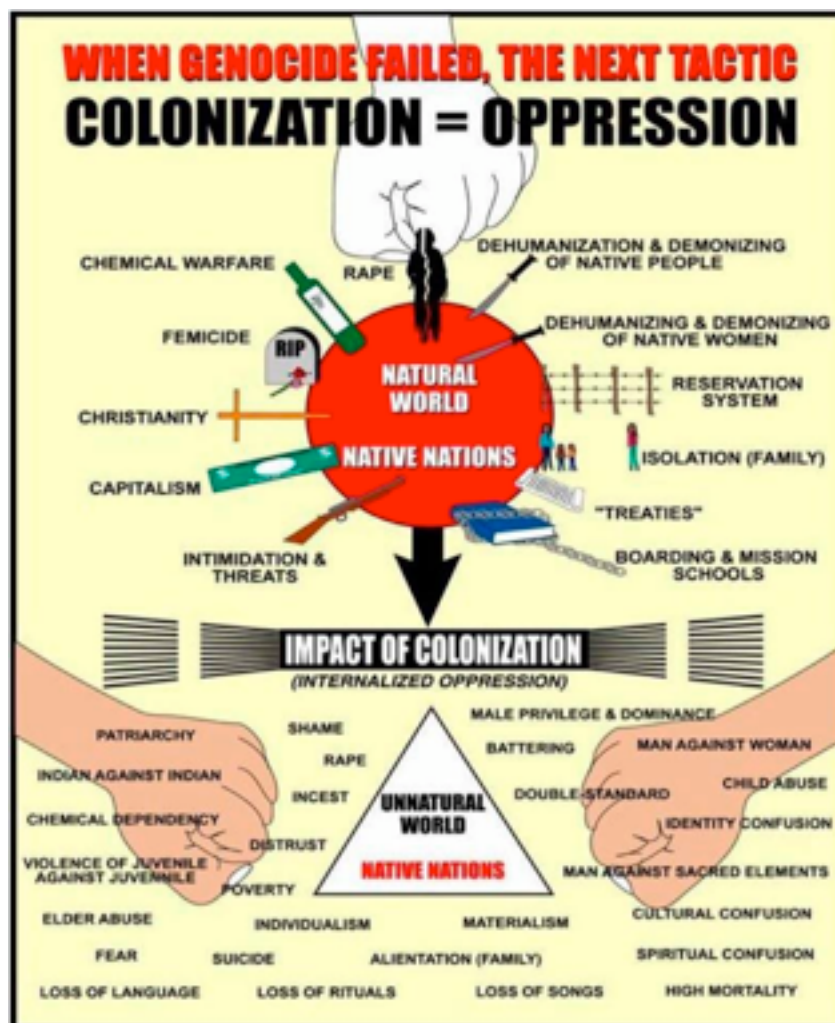 WHEN GENOCIDE FAILED, THE NEXT TACTIC
COLONIZATION = OPPRESSION
CHEMICAL WARFARE
RAPE
DEHUMANIZATION & DEMONIZING
OF NATIVE PEOPLE
FEMICIDE
RIP
DEHUMANIZING & DEMONIZING
OF NATIVE WOMEN
NATURAL
WORLD
RESERVATION
SYSTEM
CHRISTIANITY
NATIVE NATIONS
ISOLATION (FAMILY)
CAPITALISM
"TREATIES"
INTIMIDATION &
THREATS
BOARDING & MISSION
SCHOOLS
IMPACT OF COLONIZATION
(INTERNALIZED OPPRESSION)
MALE PRIVILEGE & DOMINANCE
PATRIARCHY
SHAME
BATTERING
MAN AGAINST WOMAN
RAPE
INDIAN AGAINST INDIAN
CHILD ABUSE
INCEST
UNNATURAL
WORLD
DOUBLE-STANDARD
CHEMICAL DEPENDENCY
IDENTITY CONFUSION
DISTRUST
VIOLENCE OF JUVENILE
AGAINST JUVENNILE
NATIVE NATIONS
MAN AGAINST SACRED ELEMENTS
POVERTY
ELDER ABUSE
INDIVIDUALISM
MATERIALISM
CULTURAL CONFUSION
FEAR
SUICIDE
ALIENTATION (FAMILY)
SPIRITUAL CONFUSION
LOSS OF LANGUAGE
LOSS OF RITUALS
LOSS OF SONGS
HIGH MORTALITY